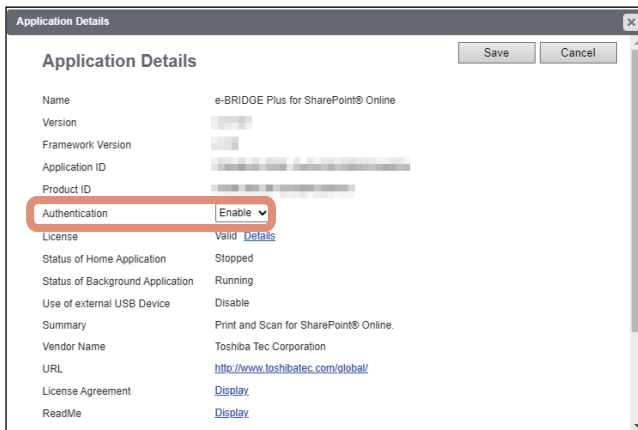 Application Details
Application Details
Save Cancel
Name e-BRIDGE Plus for SharePoint® Online
Version
Framework Version
Application ID
Product ID
Authentication Enable
License Valid Details
Status of Home Application Stopped
Status of Background Application Running
Use of external USB Device Disable
Summary Print and Scan for SharePoint® Online.
Vendor Name Toshiba Tec Corporation
URL http://www.toshibatec.com/global/
License Agreement Display
ReadMe Display